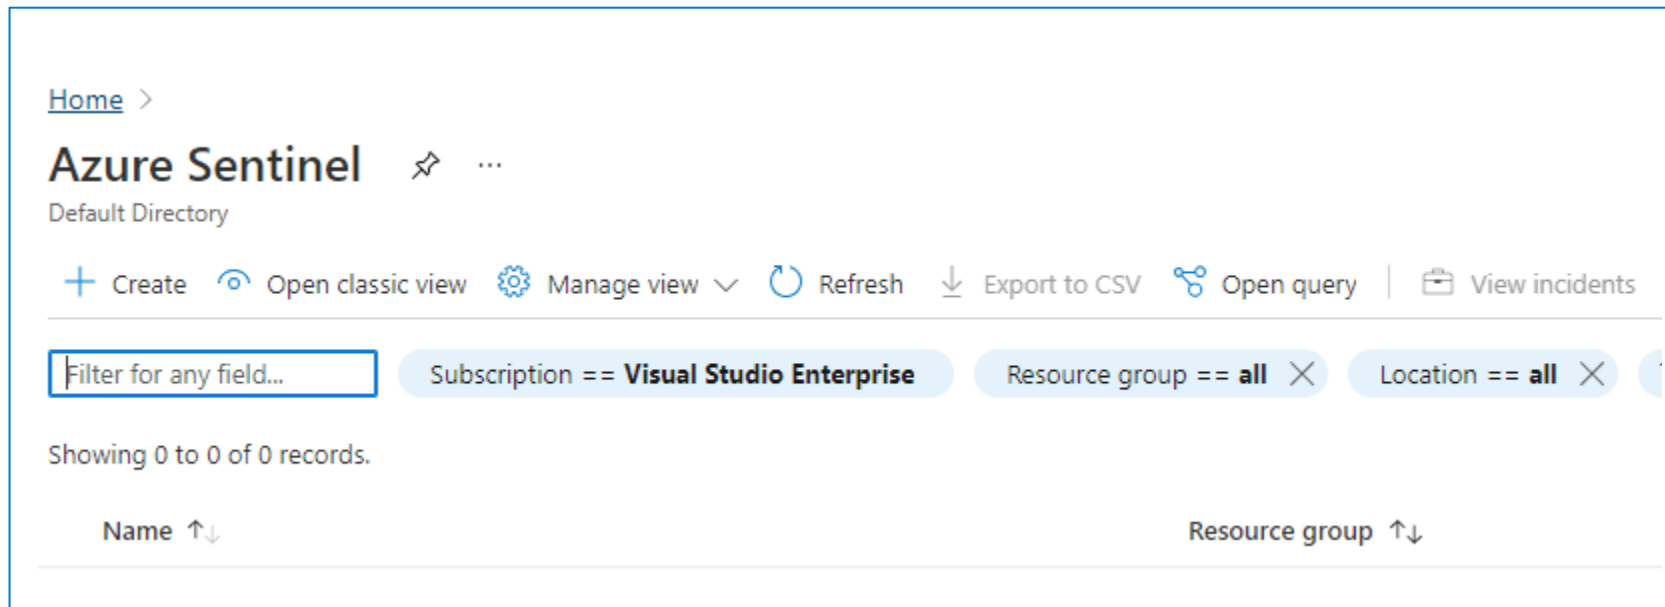 Home >
Azure Sentinel ...
Default Directory
+ Create Open classic view Manage view Refresh Export to CSV Open query View incidents
Filter for any field... Subscription == Visual Studio Enterprise Resource group == all Location == all
Showing 0 to 0 of 0 records.
Name ↑↓ Resource group ↑↓